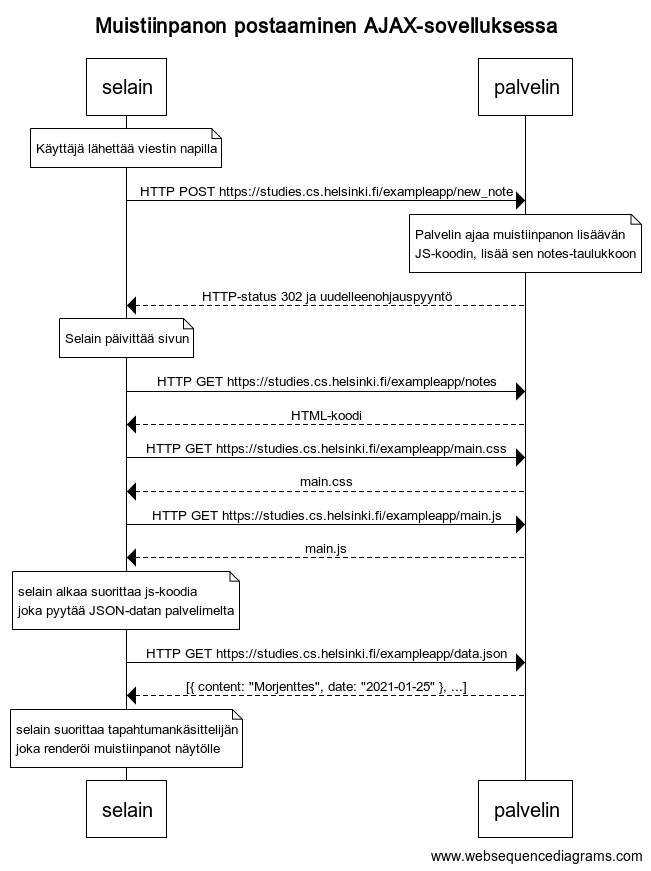 Muistiinpanon postaaminen AJAX-sovelluksessa
selain
palvelin
Käyttäjä lähettää viestin napilla
HTTP POST https://studies.cs.helsinki.fi/exampleapp/new_note
Palvelin ajaa muistiinpanon lisäävän
JS-koodin, lisää sen notes-taulukkoon
HTTP-status 302 ja uudelleenohjauspyyntö
Selain päivittää sivun
HTTP GET https://studies.cs.helsinki.fi/exampleapp/notes
HTML-koodi
HTTP GET https://studies.cs.helsinki.fi/exampleapp/main.css
main.css
HTTP GET https://studies.cs.helsinki.fi/exampleapp/main.js
main.js
selain alkaa suorittaa js-koodia
joka pyytää JSON-datan palvelimelta
HTTP GET https://studies.cs.helsinki.fi/exampleapp/data.json
[{ content: "Morjenttes", date: "2021-01-25" }, ...]
selain suorittaa tapahtumankäsittelijän
joka renderöi muistiinpanot näytölle
selain
palvelin
www.websequencediagrams.com